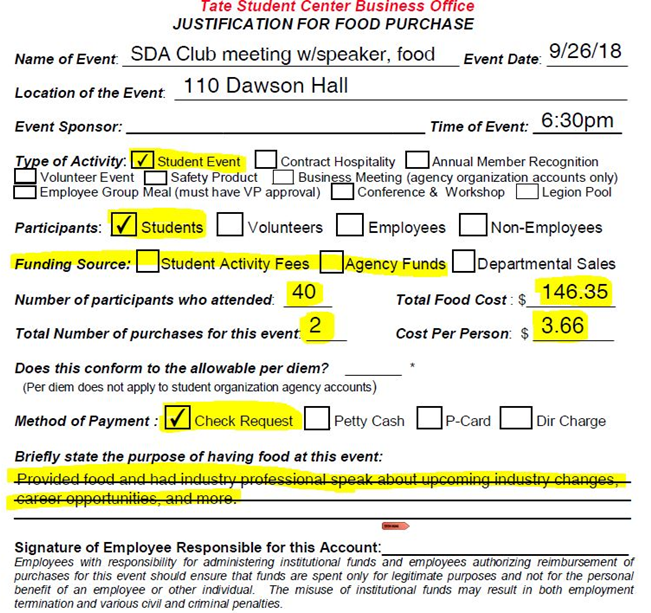 Tate Student Center Business Office
JUSTIFICATION FOR FOOD PURCHASE
Name of Event: SDA Club meeting w/speaker, food Event Date: 9/26/18
Location of the Event: 110 Dawson Hall
Event Sponsor: Time of Event: 6:30pm
Type of Activity: ✓ Student Event Contract Hospitality Annual Member Recognition
Volunteer Event Safety Product Business Meeting (agency organization accounts only)
Employee Group Meal (must have VP approval) Conference & Workshop Legion Pool
Participants: ✓ Students Volunteers Employees Non-Employees
Funding Source: Student Activity Fees Agency Funds Departmental Sales
Number of participants who attended: 40 Total Food Cost : $ 146.35
Total Number of purchases for this event: 2 Cost Per Person: $ 3.66
Does this conform to the allowable per diem? *
(Per diem does not apply to student organization agency accounts)
Method of Payment : ✓ Check Request Petty Cash P-Card Dir Charge
Briefly state the purpose of having food at this event:
Provided food and had industry professional speak about upcoming industry changes,
career opportunities, and more.
Signature of Employee Responsible for this Account:
Employees with responsibility for administering institutional funds and employees authorizing reimbursement of
purchases for this event should ensure that funds are spent only for legitimate purposes and not for the personal
benefit of an employee or other individual. The misuse of institutional funds may result in both employment
termination and various civil and criminal penalties.